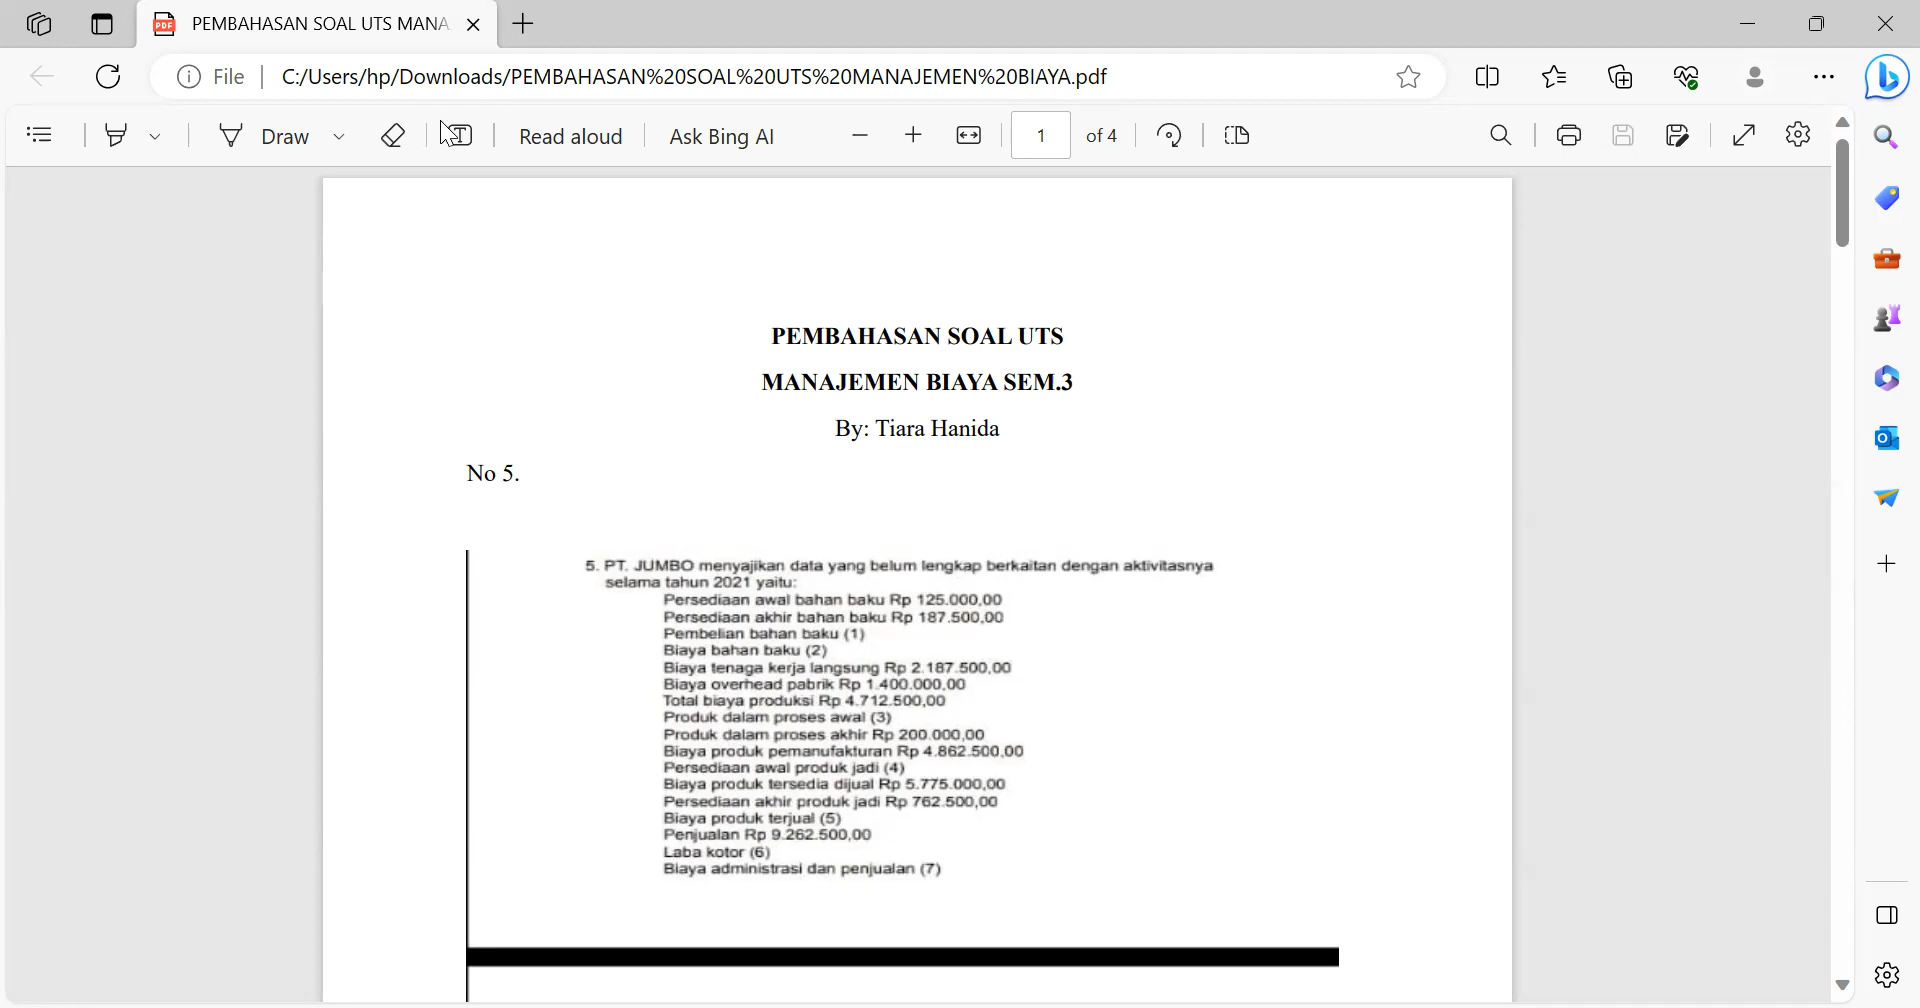 PEMBAHASAN SOAL UTS MANA
File
C:/Users/hp/Downloads/PEMBAHASAN%20SOAL%20UTS%20MANAJEMEN%20BIAYA.pdf
Draw
Read aloud
Ask Bing AI
1
of 4
PEMBAHASAN SOAL UTS
MANAJEMEN BIAYA SEM.3
By: Tiara Hanida
No 5.
5. PT. JUMBO menyajikan data yang belum lengkap berkaitan dengan aktivitasnya
selama tahun 2021 yaitu:
Persediaan awal bahan baku Rp 125.000,00
Persediaan akhir bahan baku Rp 187.500,00
Pembelian bahan baku (1)
Biaya bahan baku (2)
Biaya tenaga kerja langsung Rp 2.187.500,00
Biaya overhead pabrik Rp 1.400.000,00
Total biaya produksi Rp 4.712.500,00
Produk dalam proses awal (3)
Produk dalam proses akhir Rp 200.000,00
Biaya produk pemanufakturan Rp 4.862.500,00
Persediaan awal produk jadi (4)
Biaya produk tersedia dijual Rp 5.775.000,00
Persediaan akhir produk jadi Rp 762.500,00
Biaya produk terjual (5)
Penjualan Rp 9.262.500,00
Laba kotor (6)
Biaya administrasi dan penjualan (7)